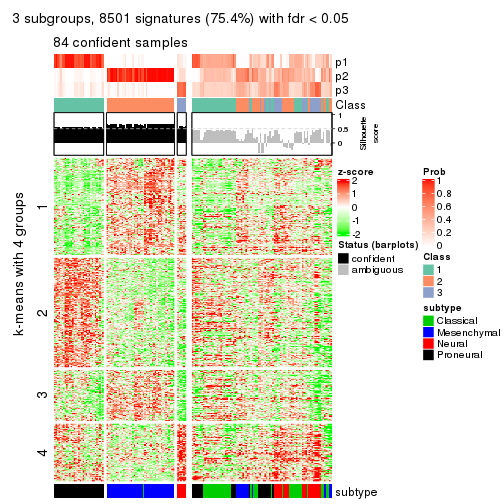 3 subgroups, 8501 signatures (75.4%) with fdr < 0.05
84 confident samples
p1
p2
p3
Class
1
0.5
0
Silhouette
score
k-means with 4 groups
1
2
3
4
subtype
z-score
2
1
0
-1
-2
Status (barplots)
confident
ambiguous
Prob
1
0.8
0.6
0.4
0.2
0
Class
1
2
3
subtype
Classical
Mesenchymal
Neural
Proneural